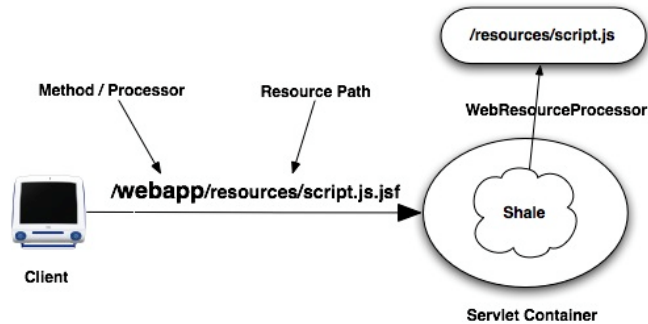 /resources/script.js
Method / Processor
Resource Path
WebResourceProcessor
/webapp/resources/script.js.jsf
Shale
Client
Servlet Container